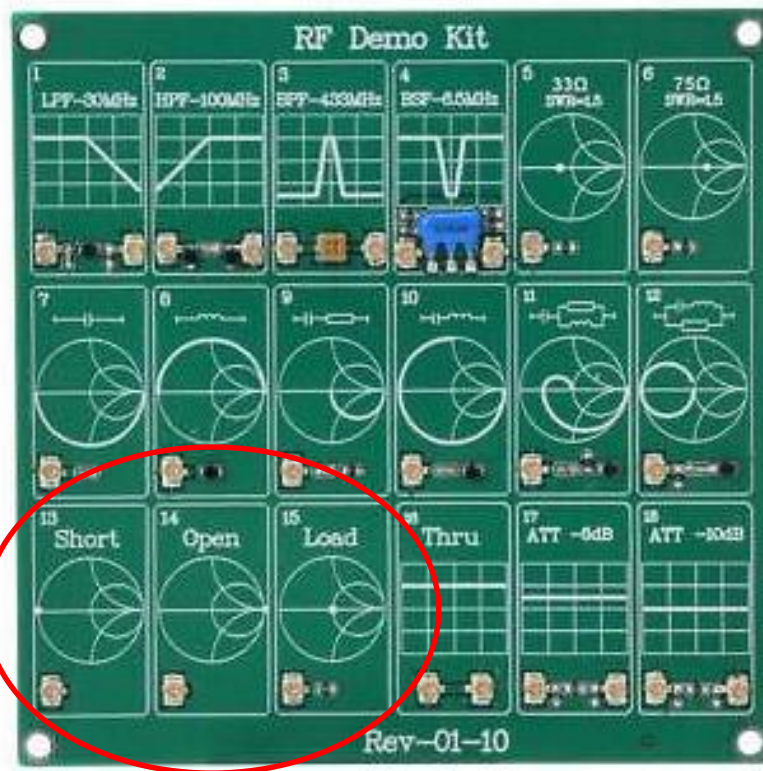 RF Demo Kit
1
LPF-30MHz
2
HPF-100MHz
3
BPF-433MHz
4
BSF-6.5MHz
5
33Ω
SWR=1.5
6
75Ω
SWR=1.5
7
8
9
10
11
12
13
Short
14
Open
15
Load
16
Thru
17
ATT -6dB
18
ATT -10dB
Rev-01-10